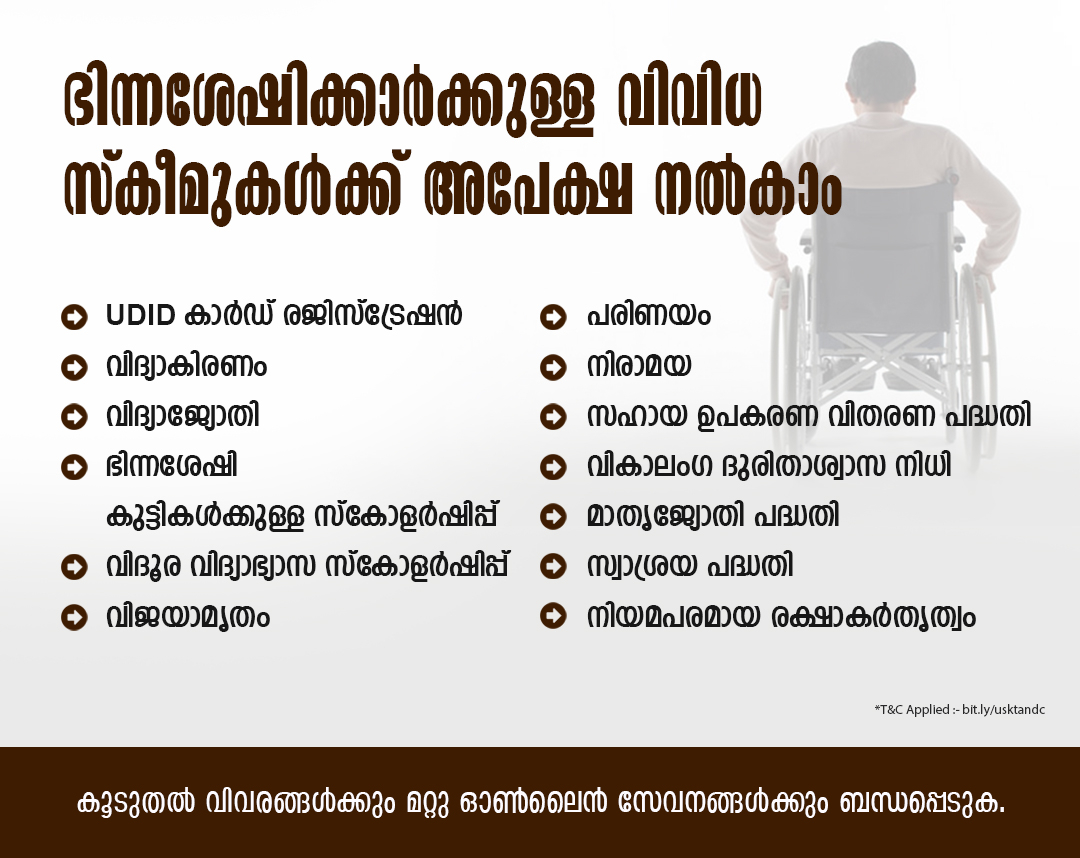 ഭിന്നശേഷിക്കാർക്കുള്ള വിവിധ
സ്കീമുകൾക്ക് അപേക്ഷ നൽകാം
UDID കാർഡ് രജിസ്ട്രേഷൻ
വിദ്യാകിരണം
വിദ്യാജ്യോതി
ഭിന്നശേഷി
കുട്ടികൾക്കുള്ള സ്കോളർഷിപ്പ്
വിദൂര വിദ്യാഭ്യാസ സ്കോളർഷിപ്പ്
വിജയാമൃതം
പരിണയം
നിരാമയ
സഹായ ഉപകരണ വിതരണ പദ്ധതി
വികാലംഗ ദുരിതാശ്വാസ നിധി
മാതൃജ്യോതി പദ്ധതി
സ്വാശ്രയ പദ്ധതി
നിയമപരമായ രക്ഷാകർതൃത്വം
*T&C Applied :- bit.ly/usktandc
കൂടുതൽ വിവരങ്ങൾക്കും മറ്റു ഓൺലൈൻ സേവനങ്ങൾക്കും ബന്ധപ്പെടുക.